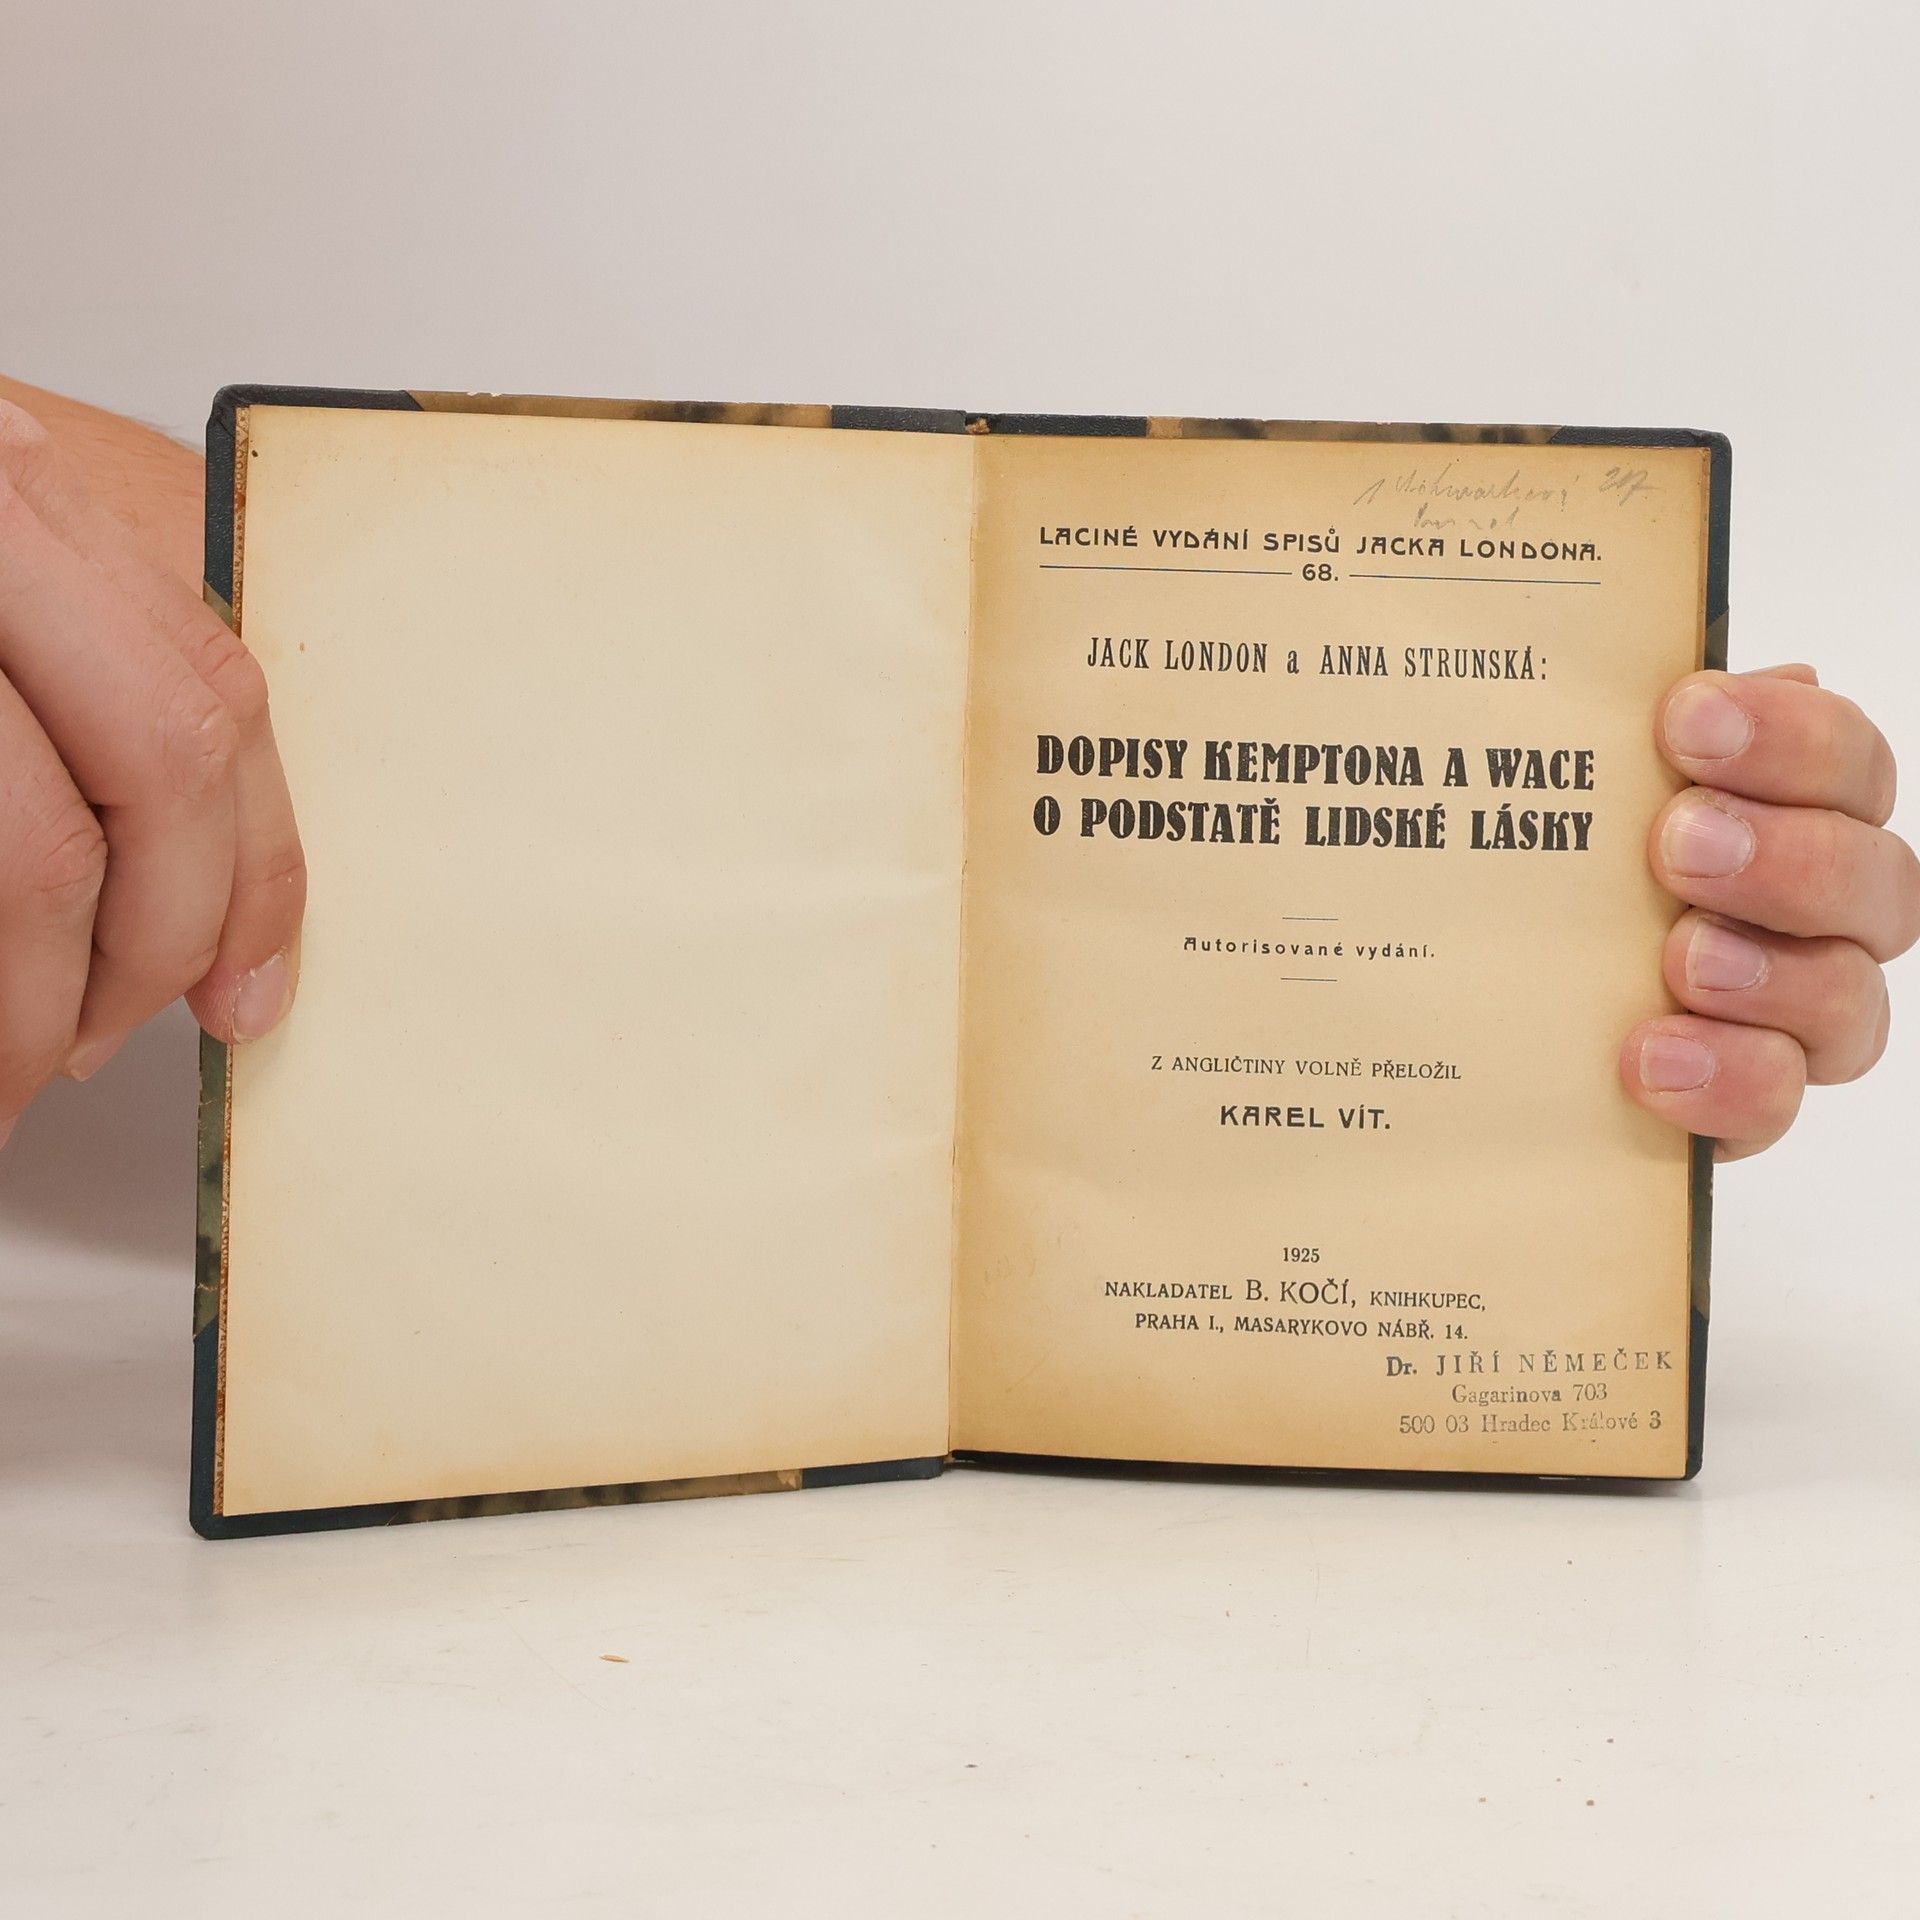 LACINÉ VYDÁNÍ SPISŮ JACKA LONDONA.
68.
JACK LONDON a ANNA STRUNSKÁ:
DOPISY KEMPTONA A WACE
O PODSTATĚ LIDSKÉ LÁSKY
Autorisované vydání.
Z ANGLIČTINY VOLNĚ PŘELOŽIL
KAREL VÍT.
1925
NAKLADATEL B. KOČÍ, KNIHKUPEC,
PRAHA I., MASARYKOVO NÁBŘ. 14.
Dr. JIŘÍ NĚMEČEK
Gagarinova 703
500 03 Hradec Králové 3